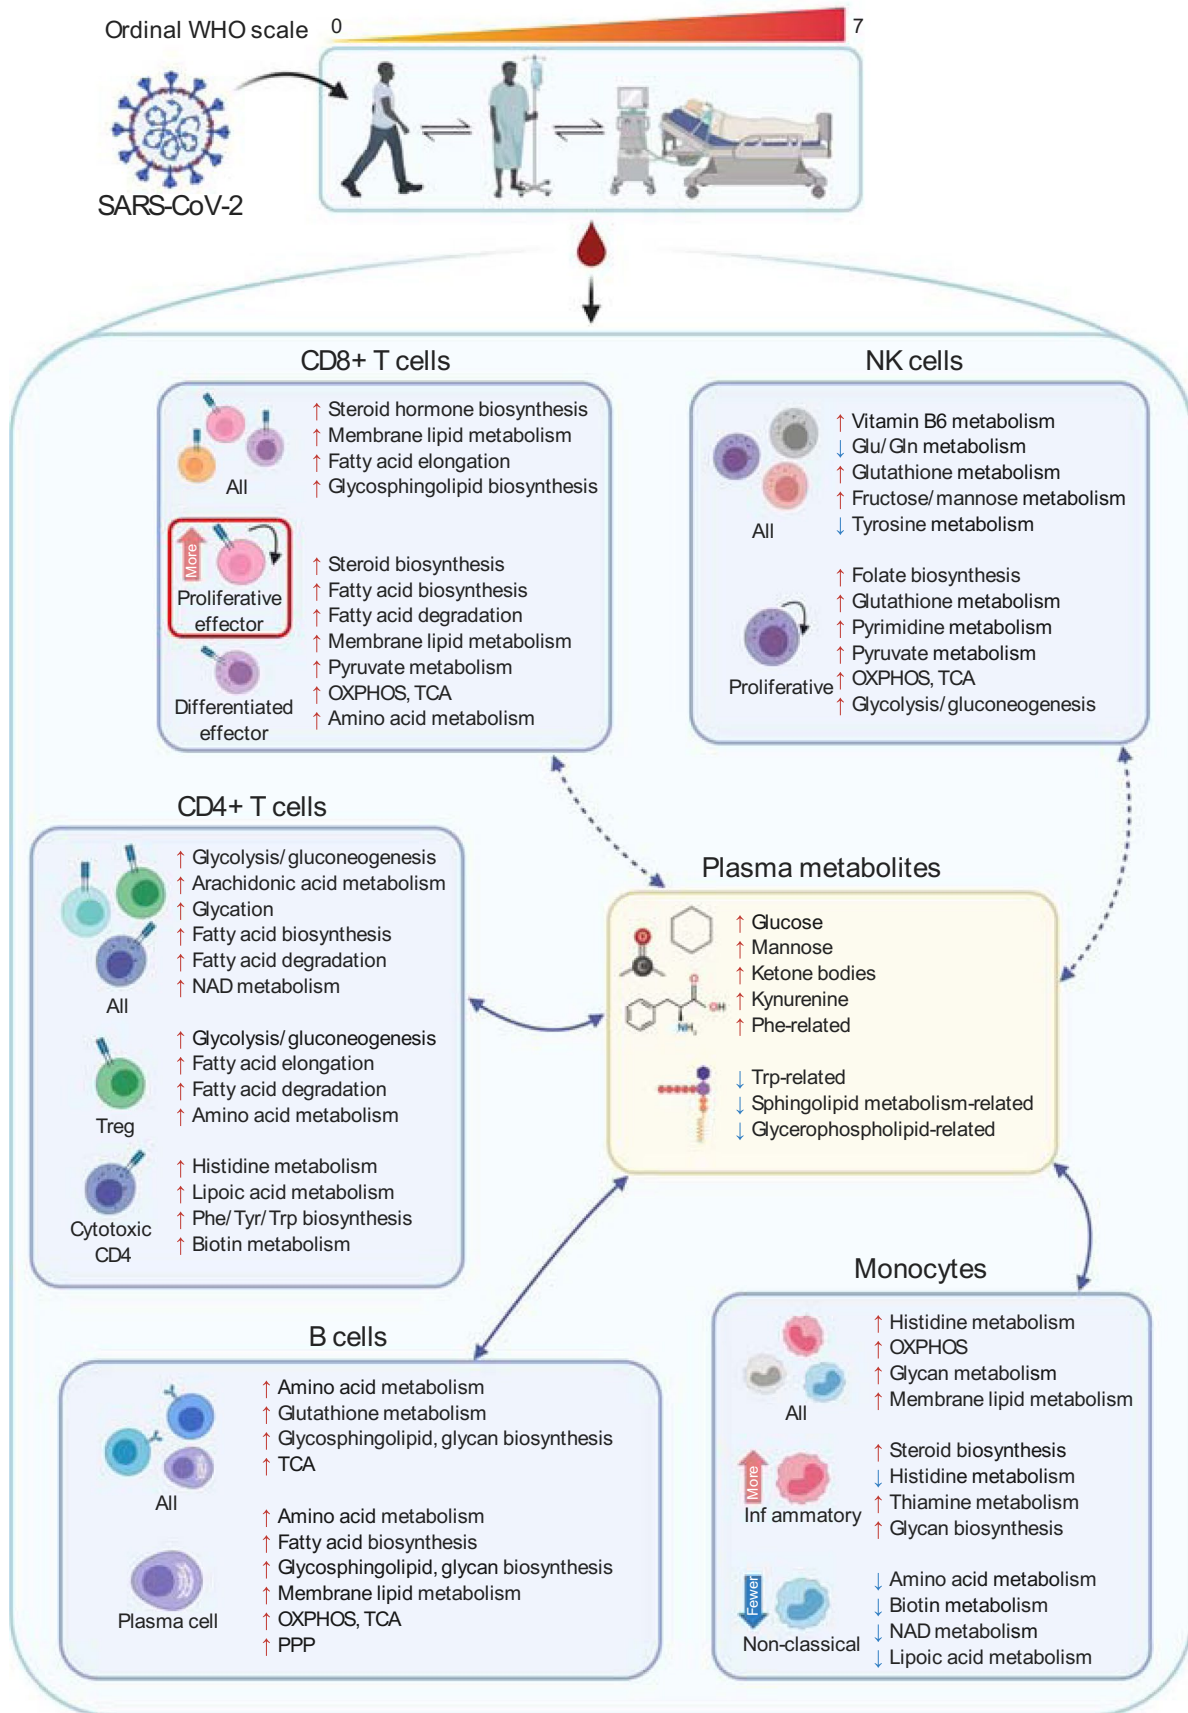 Ordinal WHO scale 0 7
SARS-CoV-2
CD8+ T cells
↑ Steroid hormone biosynthesis
↑ Membrane lipid metabolism
↑ Fatty acid elongation
↑ Glycosphingolipid biosynthesis
All
More
Proliferative
effector
↑ Steroid biosynthesis
↑ Fatty acid biosynthesis
↑ Fatty acid degradation
↑ Membrane lipid metabolism
↑ Pyruvate metabolism
↑ OXPHOS, TCA
↑ Amino acid metabolism
Differentiated
effector
NK cells
↑ Vitamin B6 metabolism
↓ Glu/Gln metabolism
↑ Glutathione metabolism
↑ Fructose/mannose metabolism
↓ Tyrosine metabolism
All
↑ Folate biosynthesis
↑ Glutathione metabolism
↑ Pyrimidine metabolism
↑ Pyruvate metabolism
↑ OXPHOS, TCA
↑ Glycolysis/gluconeogenesis
Proliferative
CD4+ T cells
↑ Glycolysis/gluconeogenesis
↑ Arachidonic acid metabolism
↑ Glycation
↑ Fatty acid biosynthesis
↑ Fatty acid degradation
↑ NAD metabolism
All
↑ Glycolysis/gluconeogenesis
↑ Fatty acid elongation
↑ Fatty acid degradation
↑ Amino acid metabolism
Treg
↑ Histidine metabolism
↑ Lipoic acid metabolism
↑ Phe/Tyr/Trp biosynthesis
↑ Biotin metabolism
Cytotoxic
CD4
Plasma metabolites
O
C
O
OH
NH2
↑ Glucose
↑ Mannose
↑ Ketone bodies
↑ Kynurenine
↑ Phe-related
↓ Trp-related
↓ Sphingolipid metabolism-related
↓ Glycerophospholipid-related
B cells
↑ Amino acid metabolism
↑ Glutathione metabolism
↑ Glycosphingolipid, glycan biosynthesis
↑ TCA
All
↑ Amino acid metabolism
↑ Fatty acid biosynthesis
↑ Glycosphingolipid, glycan biosynthesis
↑ Membrane lipid metabolism
↑ OXPHOS, TCA
↑ PPP
Plasma cell
Monocytes
↑ Histidine metabolism
↑ OXPHOS
↑ Glycan metabolism
↑ Membrane lipid metabolism
All
More
↑ Steroid biosynthesis
↓ Histidine metabolism
↑ Thiamine metabolism
↑ Glycan biosynthesis
Inf ammatory
Fewer
↓ Amino acid metabolism
↓ Biotin metabolism
↓ NAD metabolism
↓ Lipoic acid metabolism
Non-classical